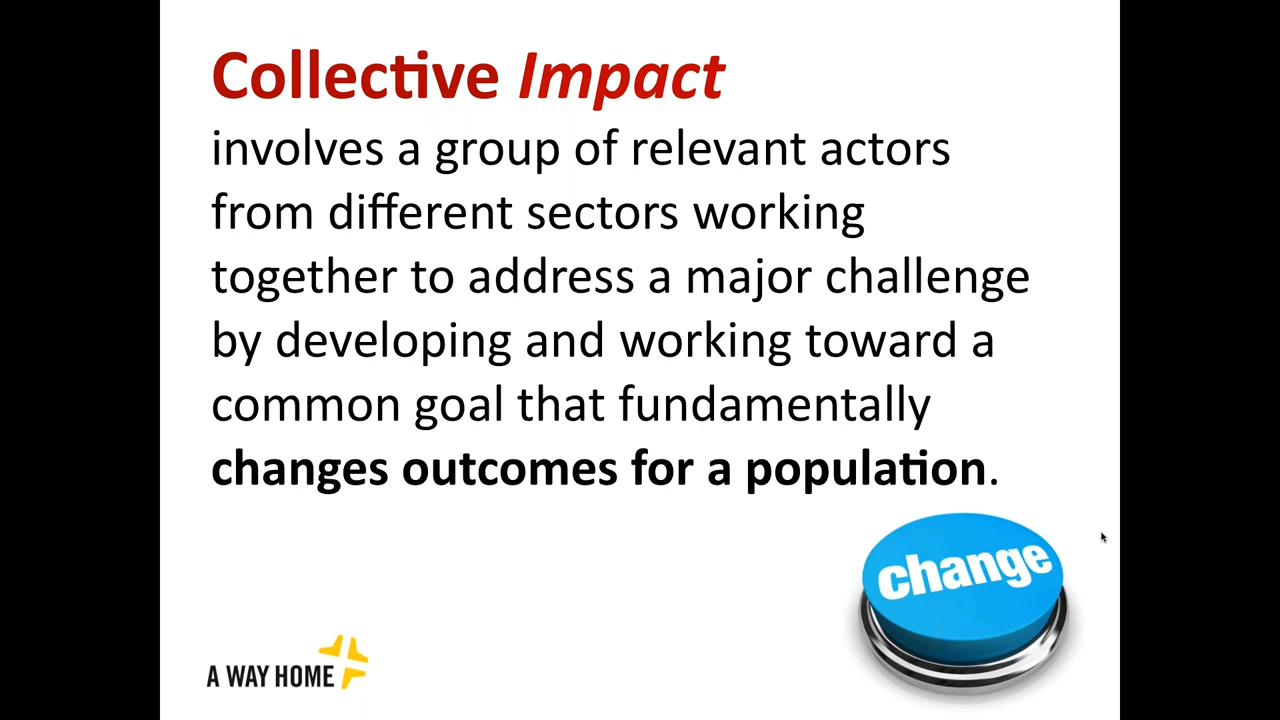 Collective Impact
involves a group of relevant actors
from different sectors working
together to address a major challenge
by developing and working toward a
common goal that fundamentally
changes outcomes for a population.
change
A WAY HOME